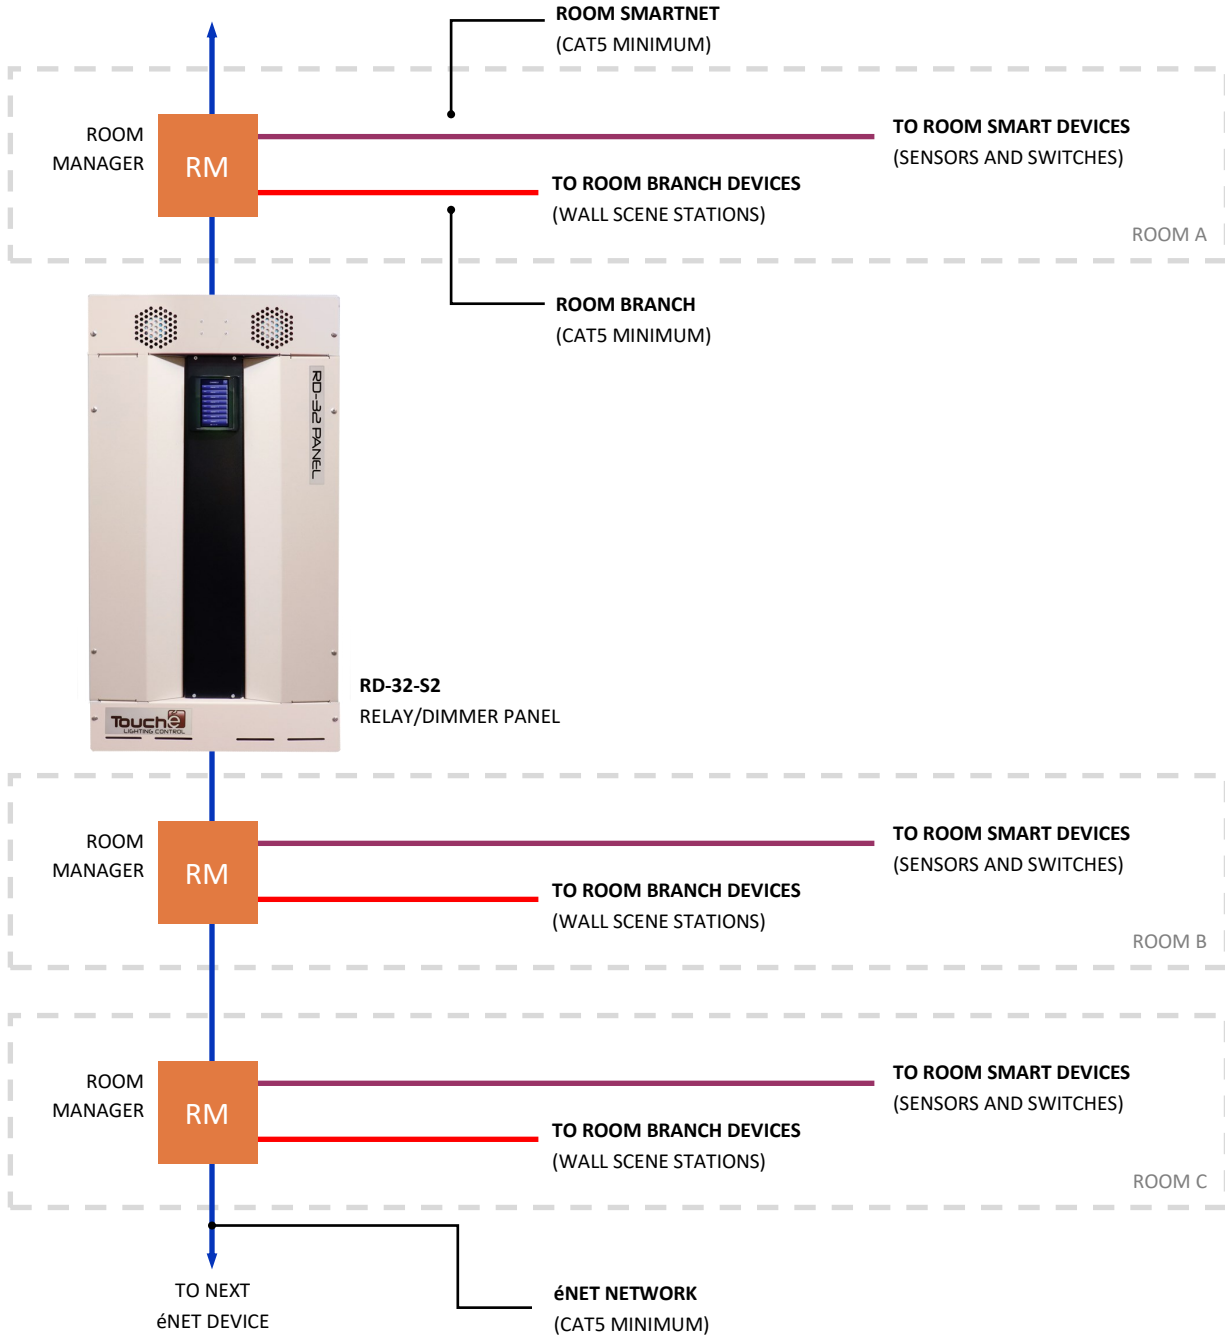 ROOM SMARTNET
(CAT5 MINIMUM)
ROOM
MANAGER
RM
TO ROOM SMART DEVICES
(SENSORS AND SWITCHES)
TO ROOM BRANCH DEVICES
(WALL SCENE STATIONS)
ROOM A
ROOM BRANCH
(CAT5 MINIMUM)
RD-32 PANEL
RD-32-S2
RELAY/DIMMER PANEL
Touché
LIGHTING CONTROL
ROOM
MANAGER
RM
TO ROOM SMART DEVICES
(SENSORS AND SWITCHES)
TO ROOM BRANCH DEVICES
(WALL SCENE STATIONS)
ROOM B
ROOM
MANAGER
RM
TO ROOM SMART DEVICES
(SENSORS AND SWITCHES)
TO ROOM BRANCH DEVICES
(WALL SCENE STATIONS)
ROOM C
TO NEXT
éNET DEVICE
éNET NETWORK
(CAT5 MINIMUM)